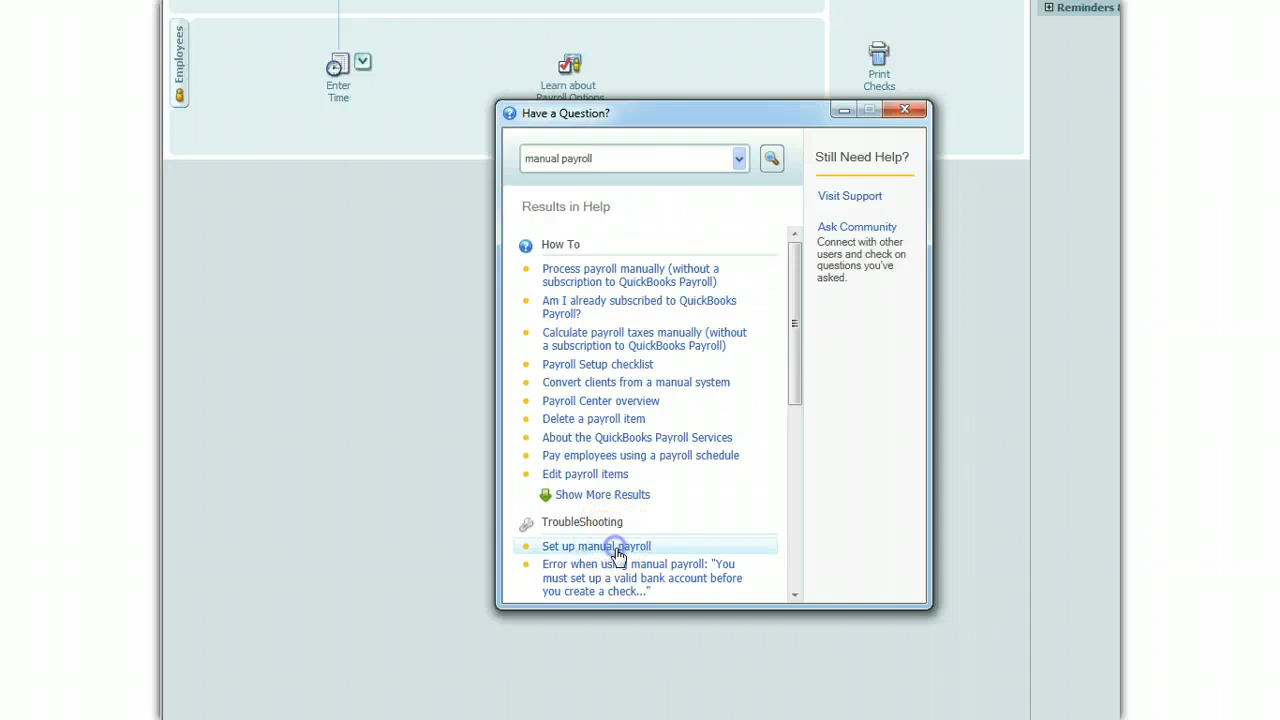 Reminders &
Employees
Enter
Time
Learn about
Payroll Options
Print
Checks
Have a Question?
manual payroll
Results in Help
How To
Process payroll manually (without a
subscription to QuickBooks Payroll)
Am I already subscribed to QuickBooks
Payroll?
Calculate payroll taxes manually (without
a subscription to QuickBooks Payroll)
Payroll Setup checklist
Convert clients from a manual system
Payroll Center overview
Delete a payroll item
About the QuickBooks Payroll Services
Pay employees using a payroll schedule
Edit payroll items
Show More Results
TroubleShooting
Set up manual payroll
Error when using manual payroll: "You
must set up a valid bank account before
you create a check..."
Still Need Help?
Visit Support
Ask Community
Connect with other
users and check on
questions you've
asked.